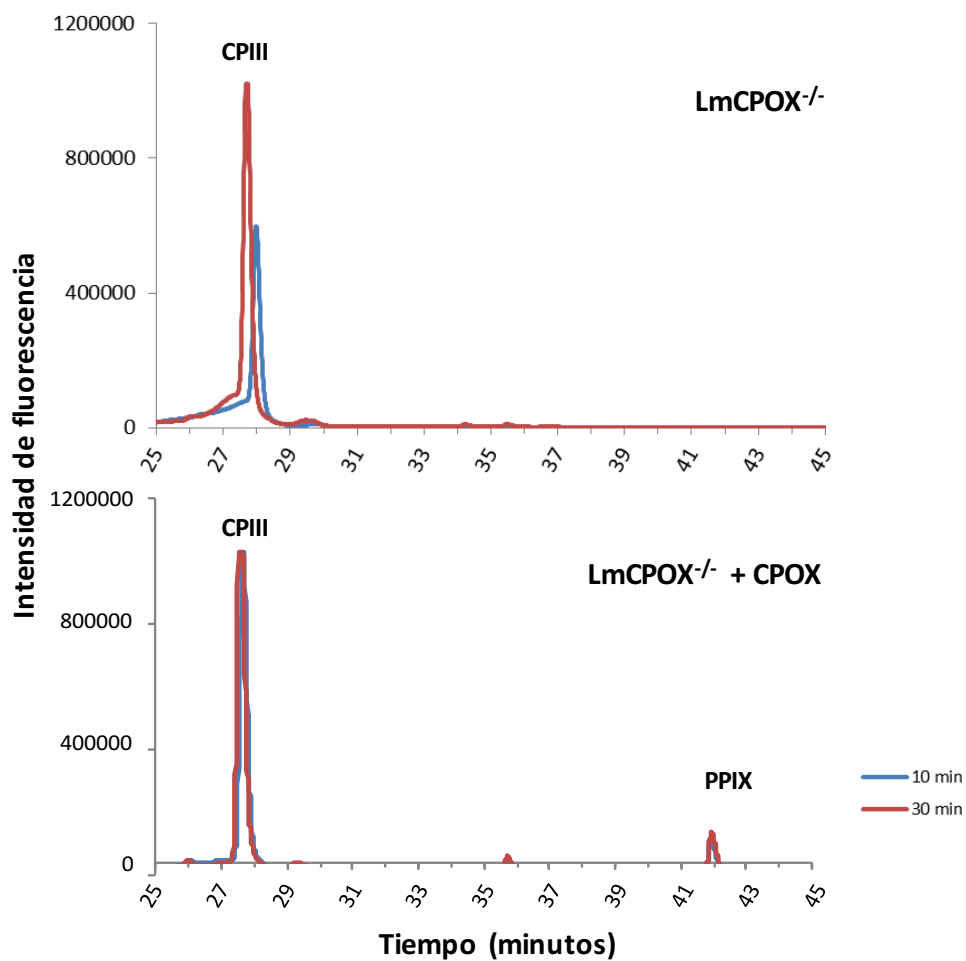 1200000
CPIII
LmCPOX-/-
800000
400000
0
25 27 29 31 33 35 37 39 41 43 45
Intensidad de fluorescencia
1200000
CPIII
LmCPOX-/- + CPOX
800000
400000
PPIX
10 min
30 min
0
25 27 29 31 33 35 37 39 41 43 45
Tiempo (minutos)